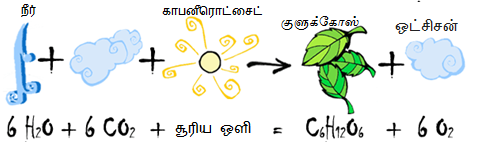 நீர் காபனீரொட்சைட் குளுக்கோஸ் ஒட்சிசன்
6 H₂O + 6 CO₂ + சூரிய ஒளி = C₆H₁₂O₆ + 6 O₂